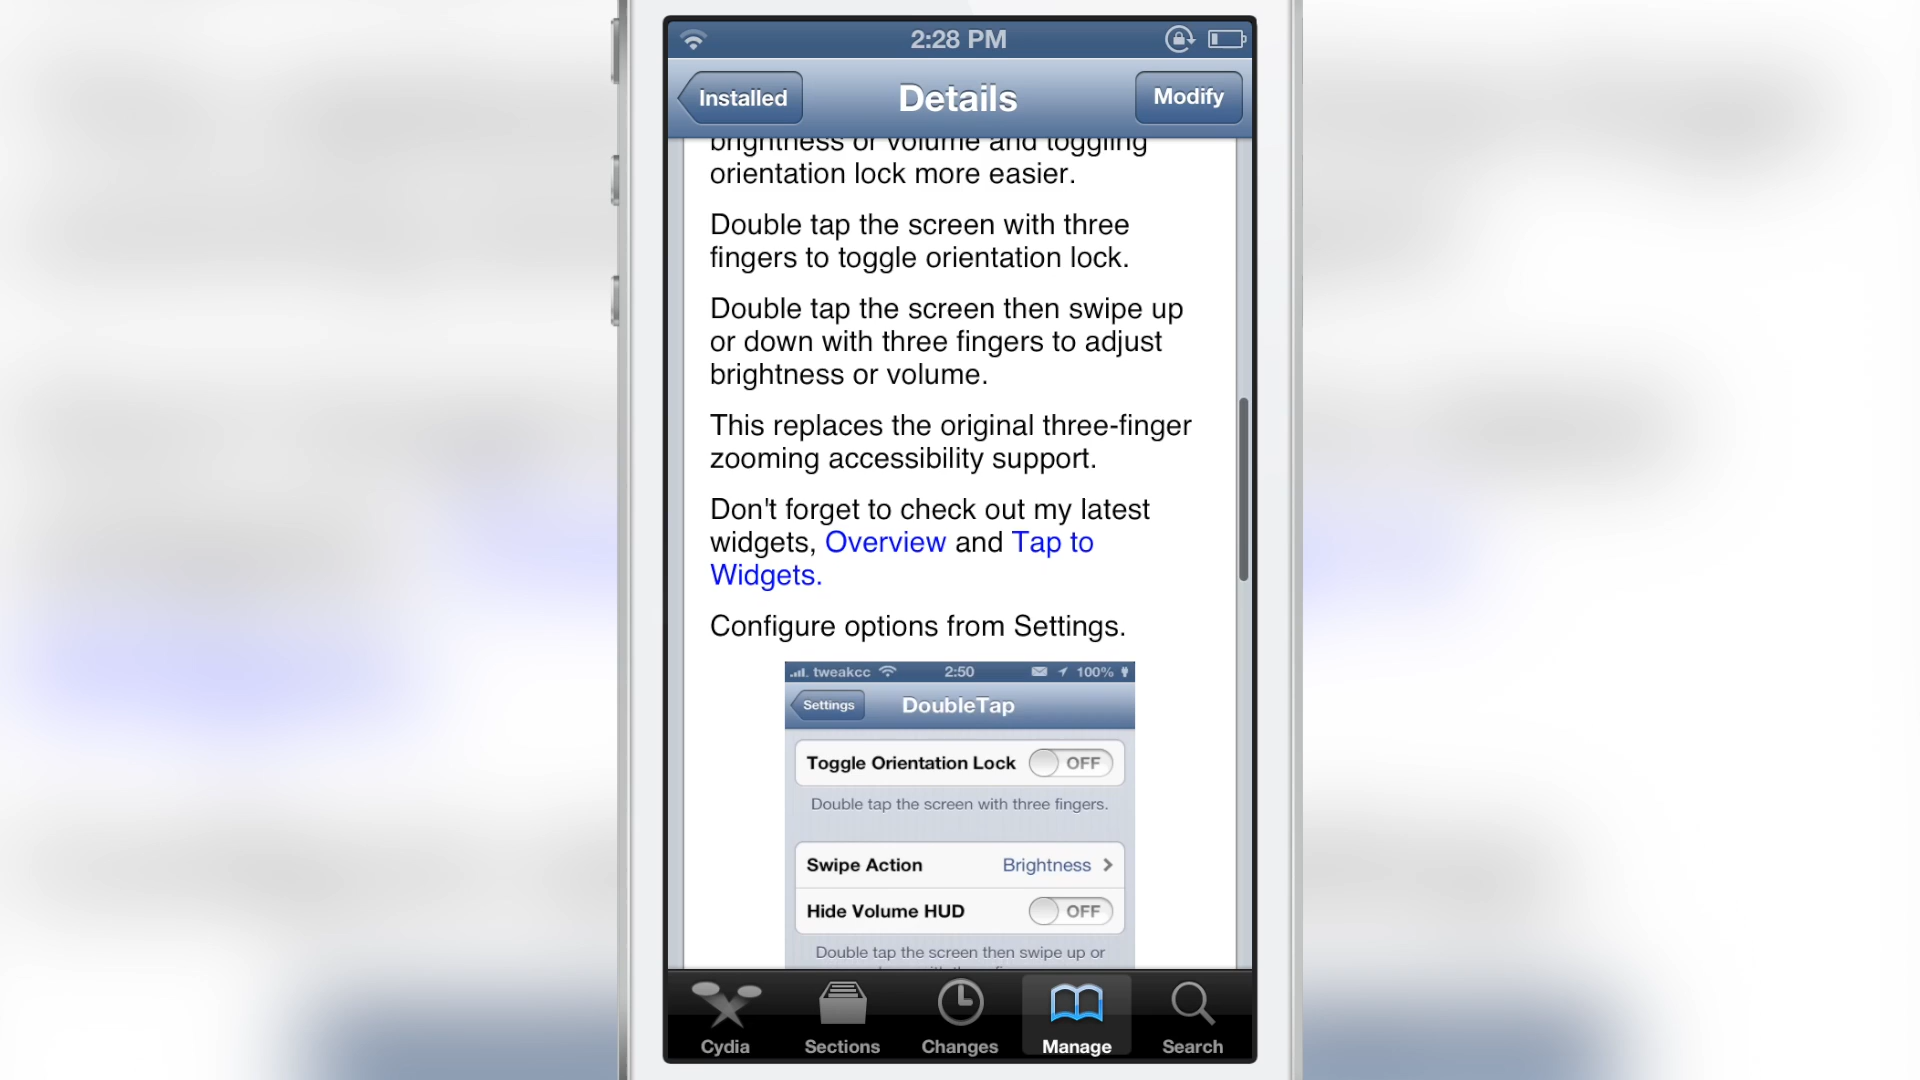 2:28 PM
Installed
Details
Modify
brightness or volume and toggling
orientation lock more easier.
Double tap the screen with three
fingers to toggle orientation lock.
Double tap the screen then swipe up
or down with three fingers to adjust
brightness or volume.
This replaces the original three-finger
zooming accessibility support.
Don't forget to check out my latest
widgets, Overview and Tap to
Widgets.
Configure options from Settings.
tweakcc 2:50 100%
Settings
DoubleTap
Toggle Orientation Lock OFF
Double tap the screen with three fingers.
Swipe Action Brightness
Hide Volume HUD OFF
Double tap the screen then swipe up or
Cydia
Sections
Changes
Manage
Search